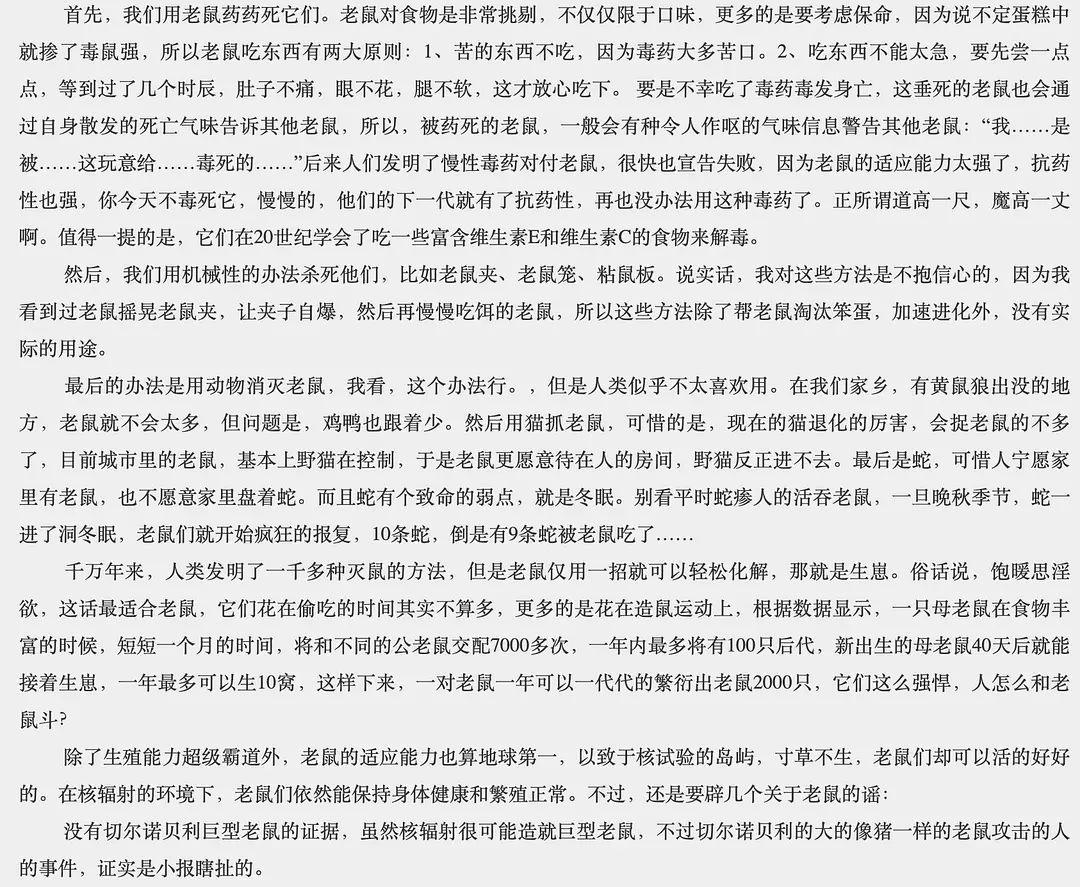 首先，我们用老鼠药药死它们。老鼠对食物是非常挑剔，不仅仅限于口味，更多的是要考虑保命，因为说不定蛋糕中
就掺了毒鼠强，所以老鼠吃东西有两大原则：1、苦的东西不吃，因为毒药大多苦口。2、吃东西不能太急，要先尝一点
点，等到过了几个时辰，肚子不痛，眼不花，腿不软，这才放心吃下。 要是不幸吃了毒药毒发身亡，这垂死的老鼠也会通
过自身散发的死亡气味告诉其他老鼠，所以，被药死的老鼠，一般会有种令人作呕的气味信息警告其他老鼠：“我……是
被……这玩意给……毒死的……”后来人们发明了慢性毒药对付老鼠，很快也宣告失败，因为老鼠的适应能力太强了，抗药
性也强，你今天不毒死它，慢慢的，他们的下一代就有了抗药性，再也没办法用这种毒药了。正所谓道高一尺，魔高一丈
啊。值得一提的是，它们在20世纪学会了吃一些富含维生素E和维生素C的食物来解毒。
然后，我们用机械性的办法杀死他们，比如老鼠夹、老鼠笼、粘鼠板。说实话，我对这些方法是不抱信心的，因为我
看到过老鼠摇晃老鼠夹，让夹子自爆，然后再慢慢吃饵的老鼠，所以这些方法除了帮老鼠淘汰笨蛋，加速进化外，没有实
际的用途。
最后的办法是用动物消灭老鼠，我看，这个办法行。，但是人类似乎不太喜欢用。在我们家乡，有黄鼠狼出没的地
方，老鼠就不会太多，但问题是，鸡鸭也跟着少。然后用猫抓老鼠，可惜的是，现在的猫退化的厉害，会捉老鼠的不多
了，目前城市里的老鼠，基本上野猫在控制，于是老鼠更愿意待在人的房间，野猫反正进不去。最后是蛇，可惜人宁愿家
里有老鼠，也不愿意家里盘着蛇。而且蛇有个致命的弱点，就是冬眠。别看平时蛇瘆人的活吞老鼠，一旦晚秋季节，蛇一
进了洞冬眠，老鼠们就开始疯狂的报复，10条蛇，倒是有9条蛇被老鼠吃了……
千万年来，人类发明了一千多种灭鼠的方法，但是老鼠仅用一招就可以轻松化解，那就是生崽。俗话说，饱暖思淫
欲，这话最适合老鼠，它们花在偷吃的时间其实不算多，更多的是花在造鼠运动上，根据数据显示，一只母老鼠在食物丰
富的时候，短短一个月的时间，将和不同的公老鼠交配7000多次，一年内最多将有100只后代，新出生的母老鼠40天后就能
接着生崽，一年最多可以生10窝，这样下来，一对老鼠一年可以一代代的繁衍出老鼠2000只，它们这么强悍，人怎么和老
鼠斗?
除了生殖能力超级霸道外，老鼠的适应能力也算地球第一，以致于核试验的岛屿，寸草不生，老鼠们却可以活的好好
的。在核辐射的环境下，老鼠们依然能保持身体健康和繁殖正常。不过，还是要辟几个关于老鼠的谣：
没有切尔诺贝利巨型老鼠的证据，虽然核辐射很可能造就巨型老鼠，不过切尔诺贝利的大的像猪一样的老鼠攻击的人
的事件，证实是小报瞎扯的。